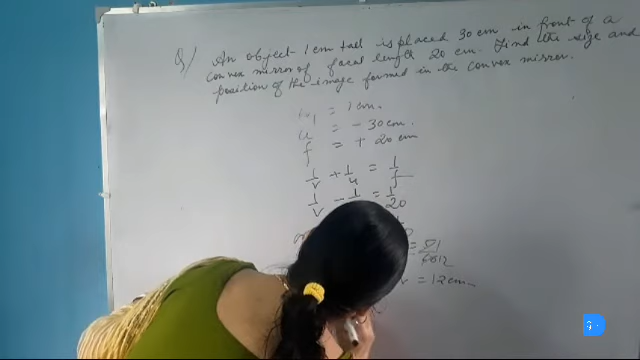 Q/ An object 1 cm tall is placed 30 cm in front of a
convex mirror of focal length 20 cm. Find the size and
position of the image formed in the convex mirror.
h₁ = 1 cm.
u = - 30 cm.
f = + 20 cm
1/v + 1/u = 1/f
1/v - 1/ = 1/20
= 12 cm